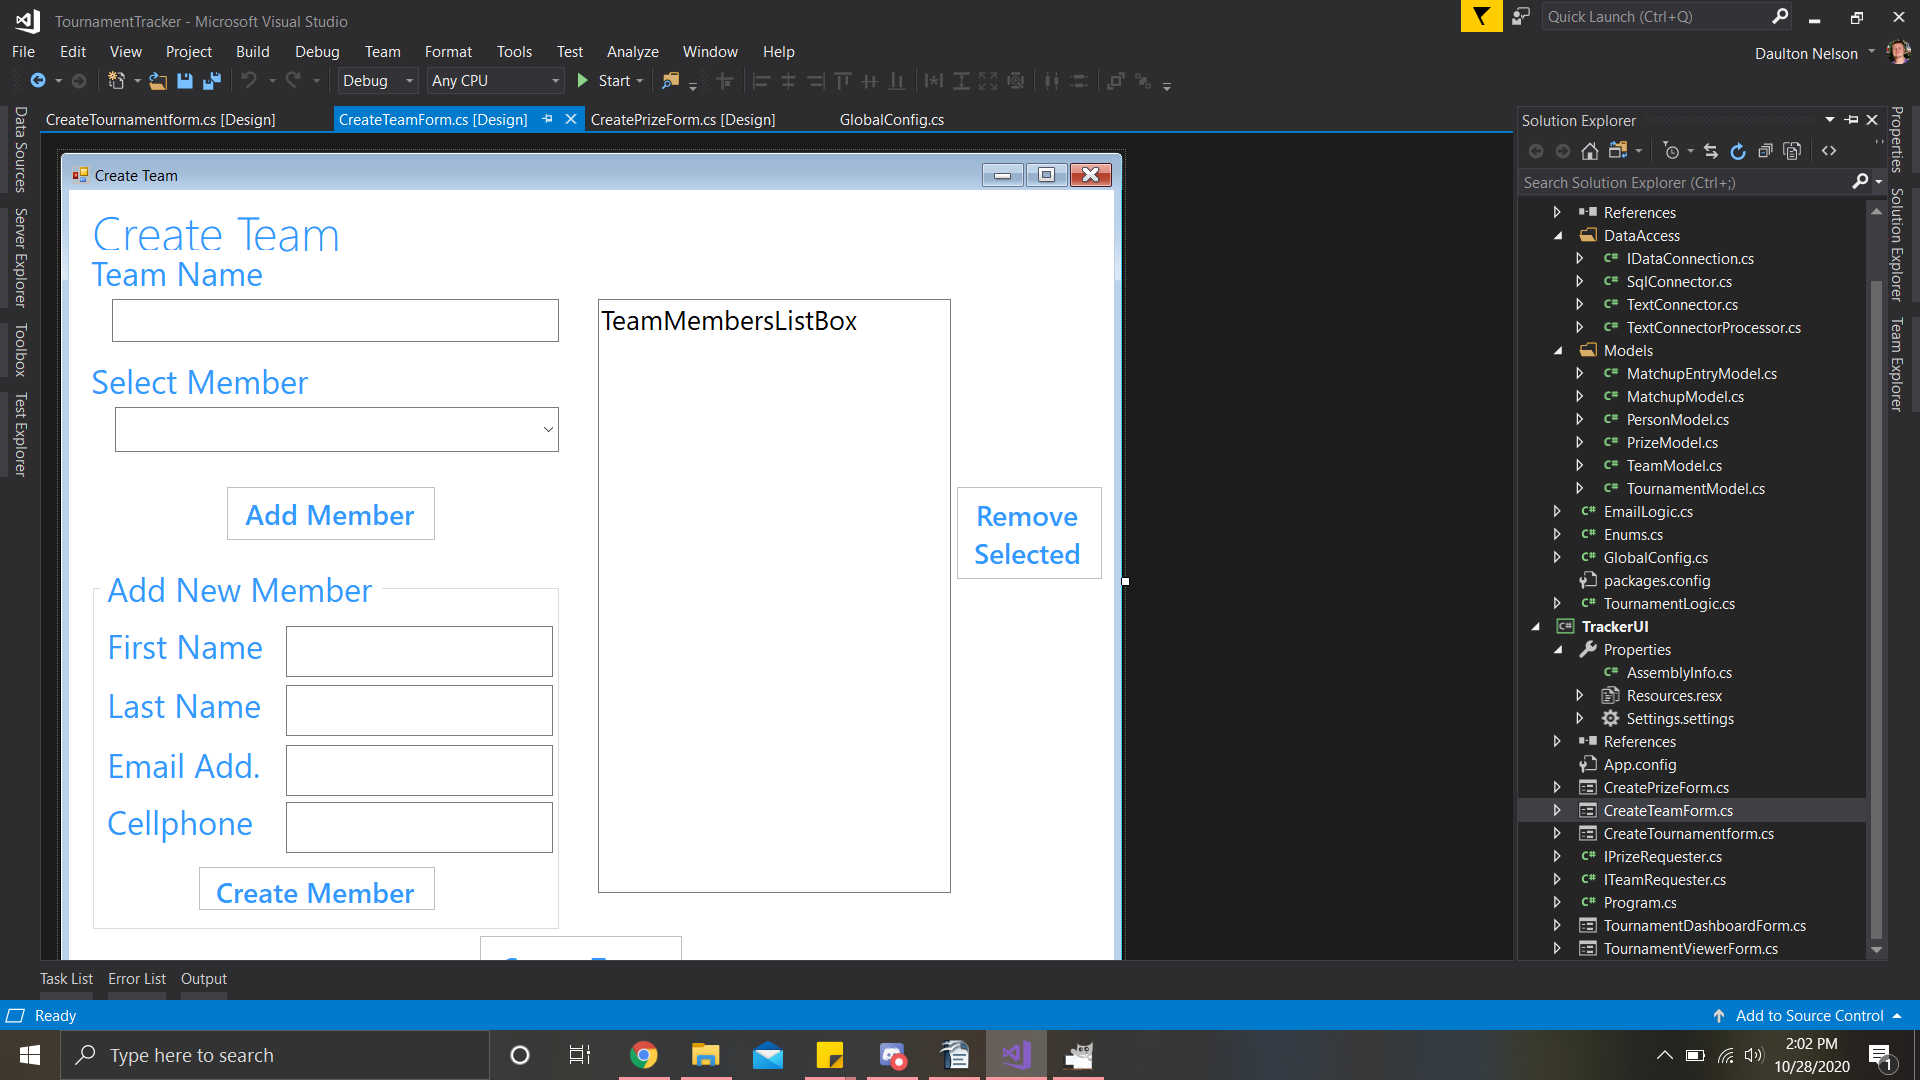 TournamentTracker - Microsoft Visual Studio
Quick Launch (Ctrl+Q)
File Edit View Project Build Debug Team Format Tools Test Analyze Window Help
Daulton Nelson
Debug Any CPU Start
CreateTournamentform.cs [Design] CreateTeamForm.cs [Design] CreatePrizeForm.cs [Design] GlobalConfig.cs
Data Sources
Server Explorer
Toolbox
Test Explorer
Create Team
Create Team
Team Name
TeamMembersListBox
Select Member
Add Member
Remove
Selected
Add New Member
First Name
Last Name
Email Add.
Cellphone
Create Member
Solution Explorer
Search Solution Explorer (Ctrl+;)
References
DataAccess
IDataConnection.cs
SqlConnector.cs
TextConnector.cs
TextConnectorProcessor.cs
Models
MatchupEntryModel.cs
MatchupModel.cs
PersonModel.cs
PrizeModel.cs
TeamModel.cs
TournamentModel.cs
EmailLogic.cs
Enums.cs
GlobalConfig.cs
packages.config
TournamentLogic.cs
TrackerUI
Properties
AssemblyInfo.cs
Resources.resx
Settings.settings
References
App.config
CreatePrizeForm.cs
CreateTeamForm.cs
CreateTournamentform.cs
IPrizeRequester.cs
ITeamRequester.cs
Program.cs
TournamentDashboardForm.cs
TournamentViewerForm.cs
Properties
Solution Explorer
Team Explorer
Task List Error List Output
Ready
Add to Source Control
Type here to search
2:02 PM
10/28/2020
1